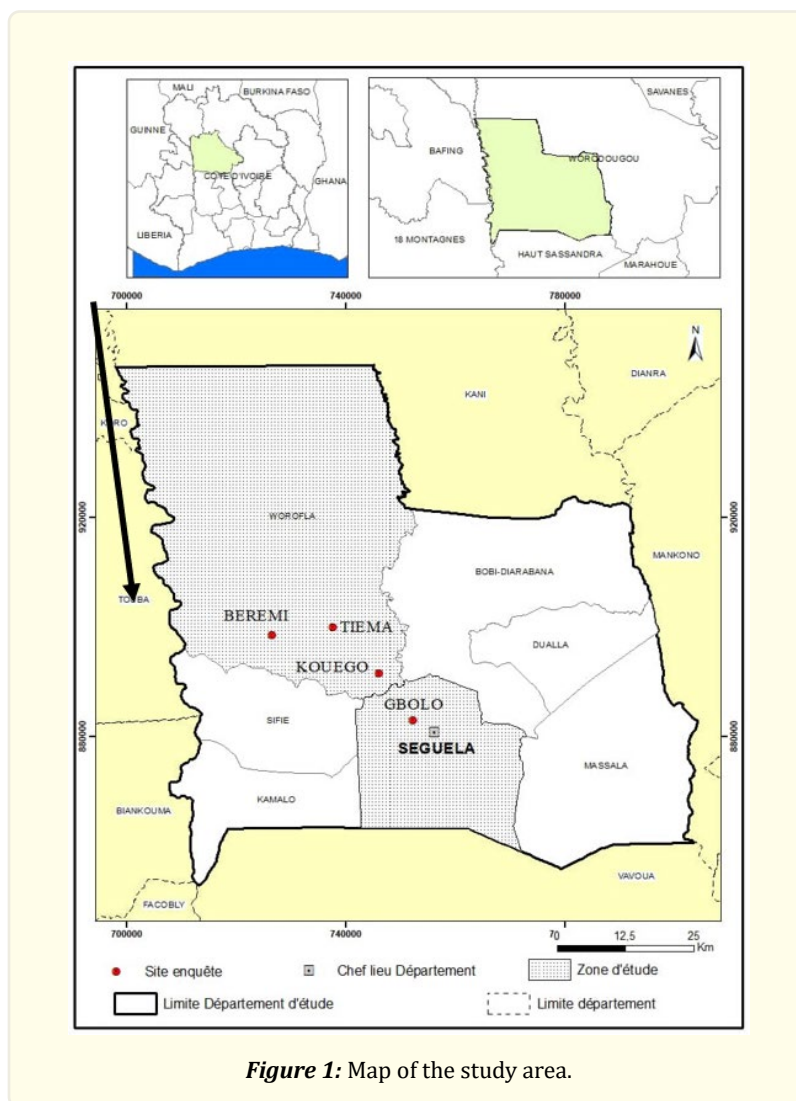 MALI
BURKINA FASO
GUINNE
COTE D'IVOIRE
GHANA
LIBERIA
SAVANES
BAFING
WORODOUGOU
18 MONTAGNES
HAUT SASSANDRA
MARAHOUE
700000 740000 780000
N
DIANRA
KANI
KORO
WOROFLA
920000 920000
MANKONO
BOBI-DIARABANA
TOUBA
BEREMI
TIEMA
DUALLA
KOUEGO
GBOLO
SIFIE
880000 880000
SEGUELA
MASSALA
KAMALO
BIANKOUMA
VAVOUA
FACOBLY
700000 740000 70 12,5 25
Km
Site enquête Chef lieu Département Zone d'étude
Limite Département d'étude Limite département
Figure 1: Map of the study area.